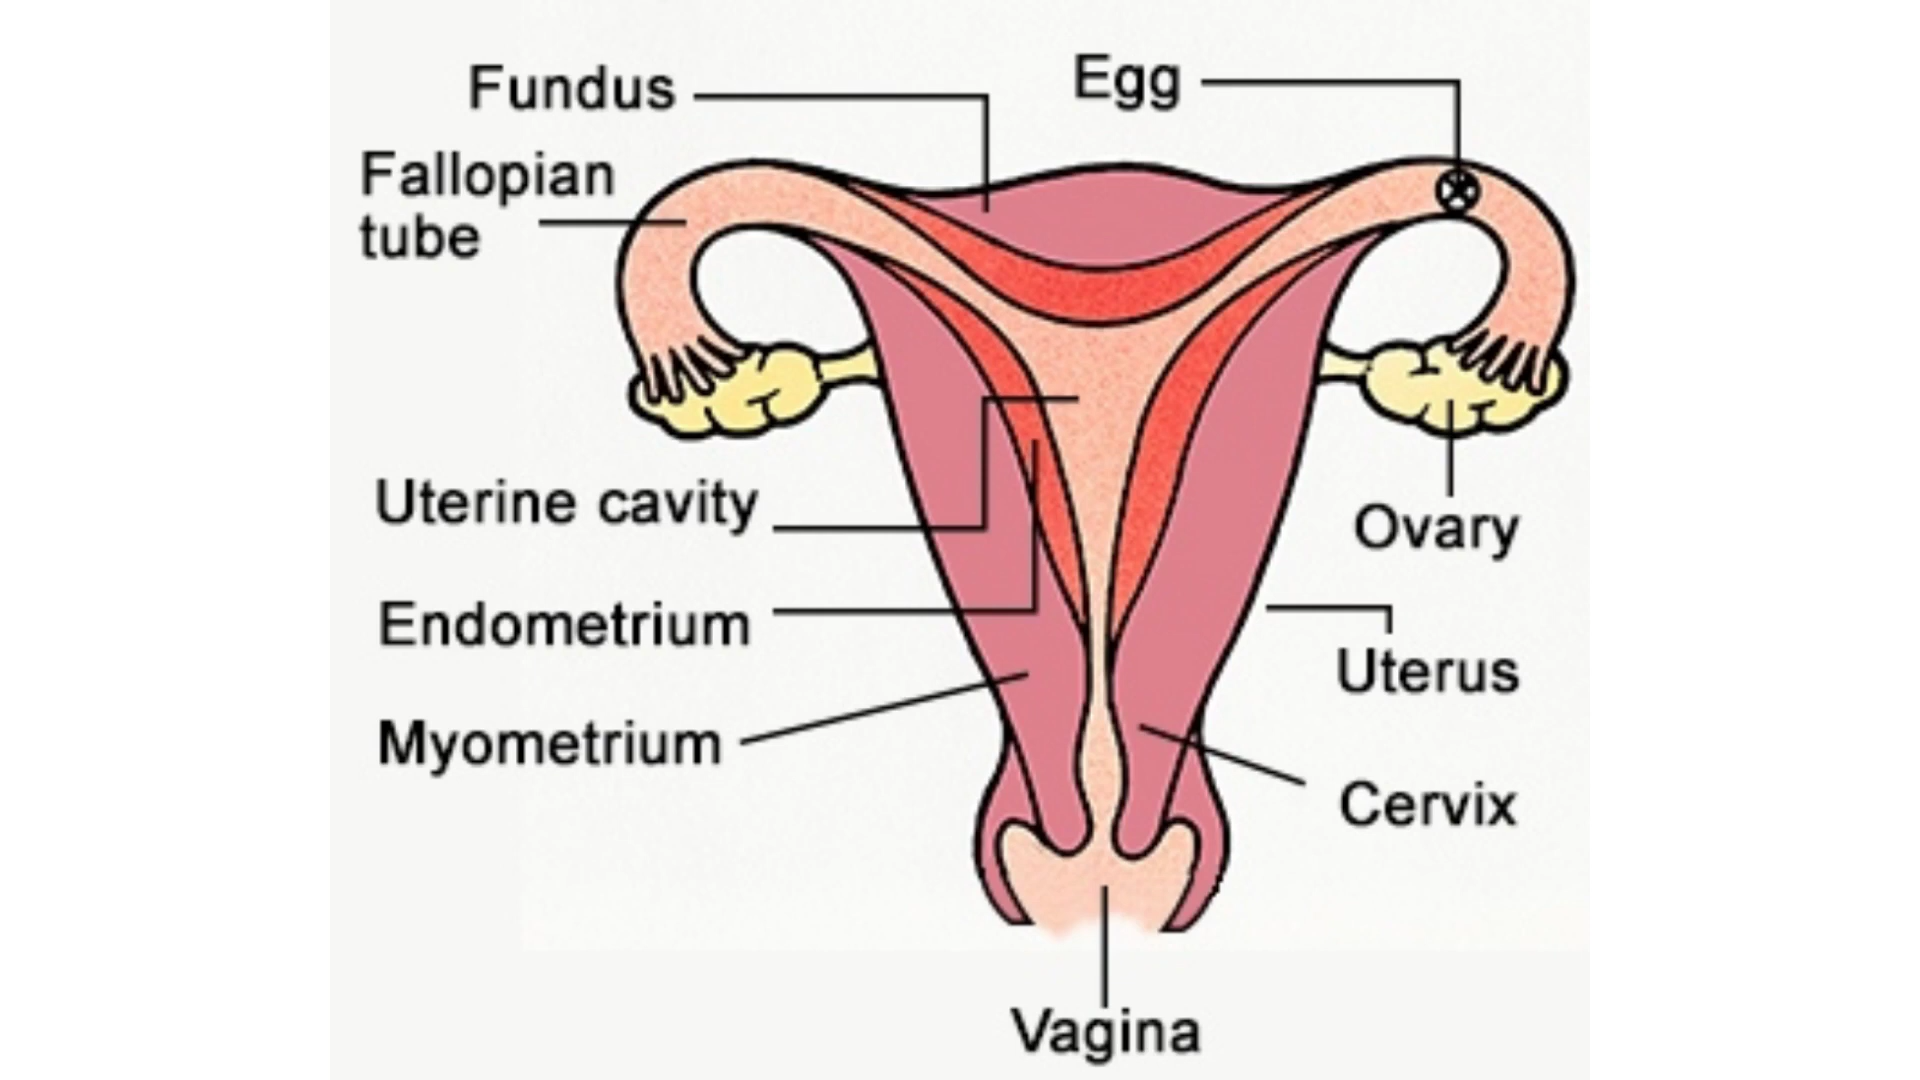 Fundus
Egg
Fallopian
tube
Uterine cavity
Ovary
Endometrium
Uterus
Myometrium
Cervix
Vagina